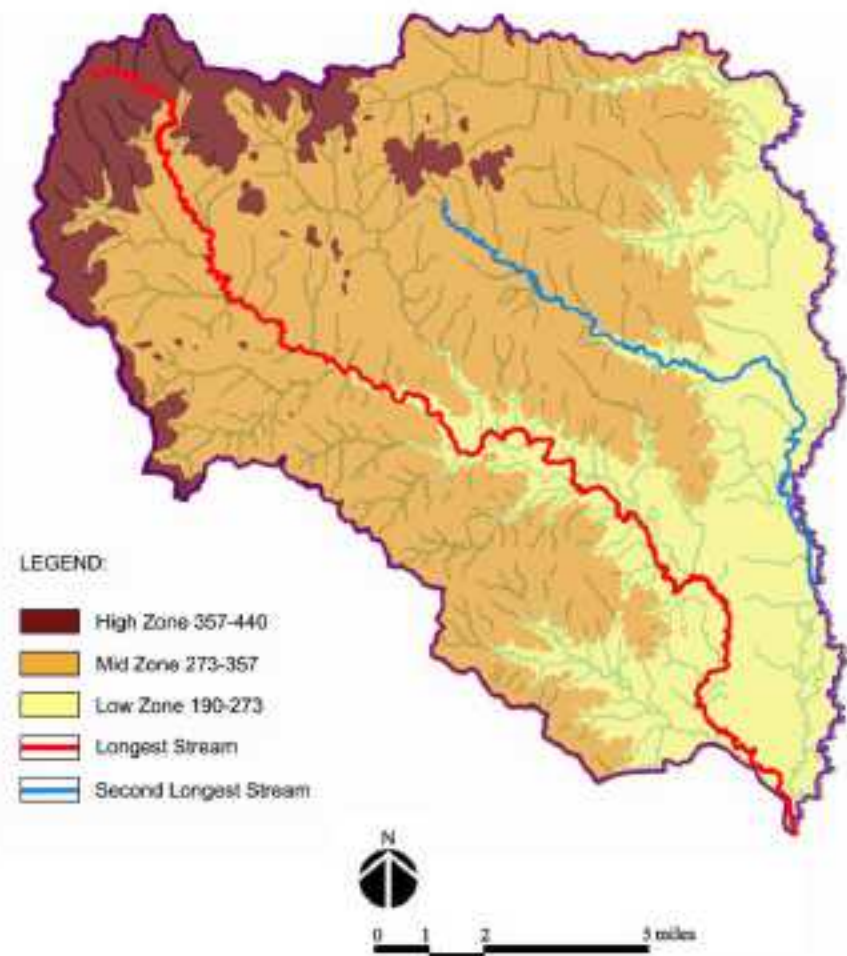 LEGEND:
High Zone 357-440
Mid Zone 273-357
Low Zone 190-273
Longest Stream
Second Longest Stream
N
0 1 2 5 miles